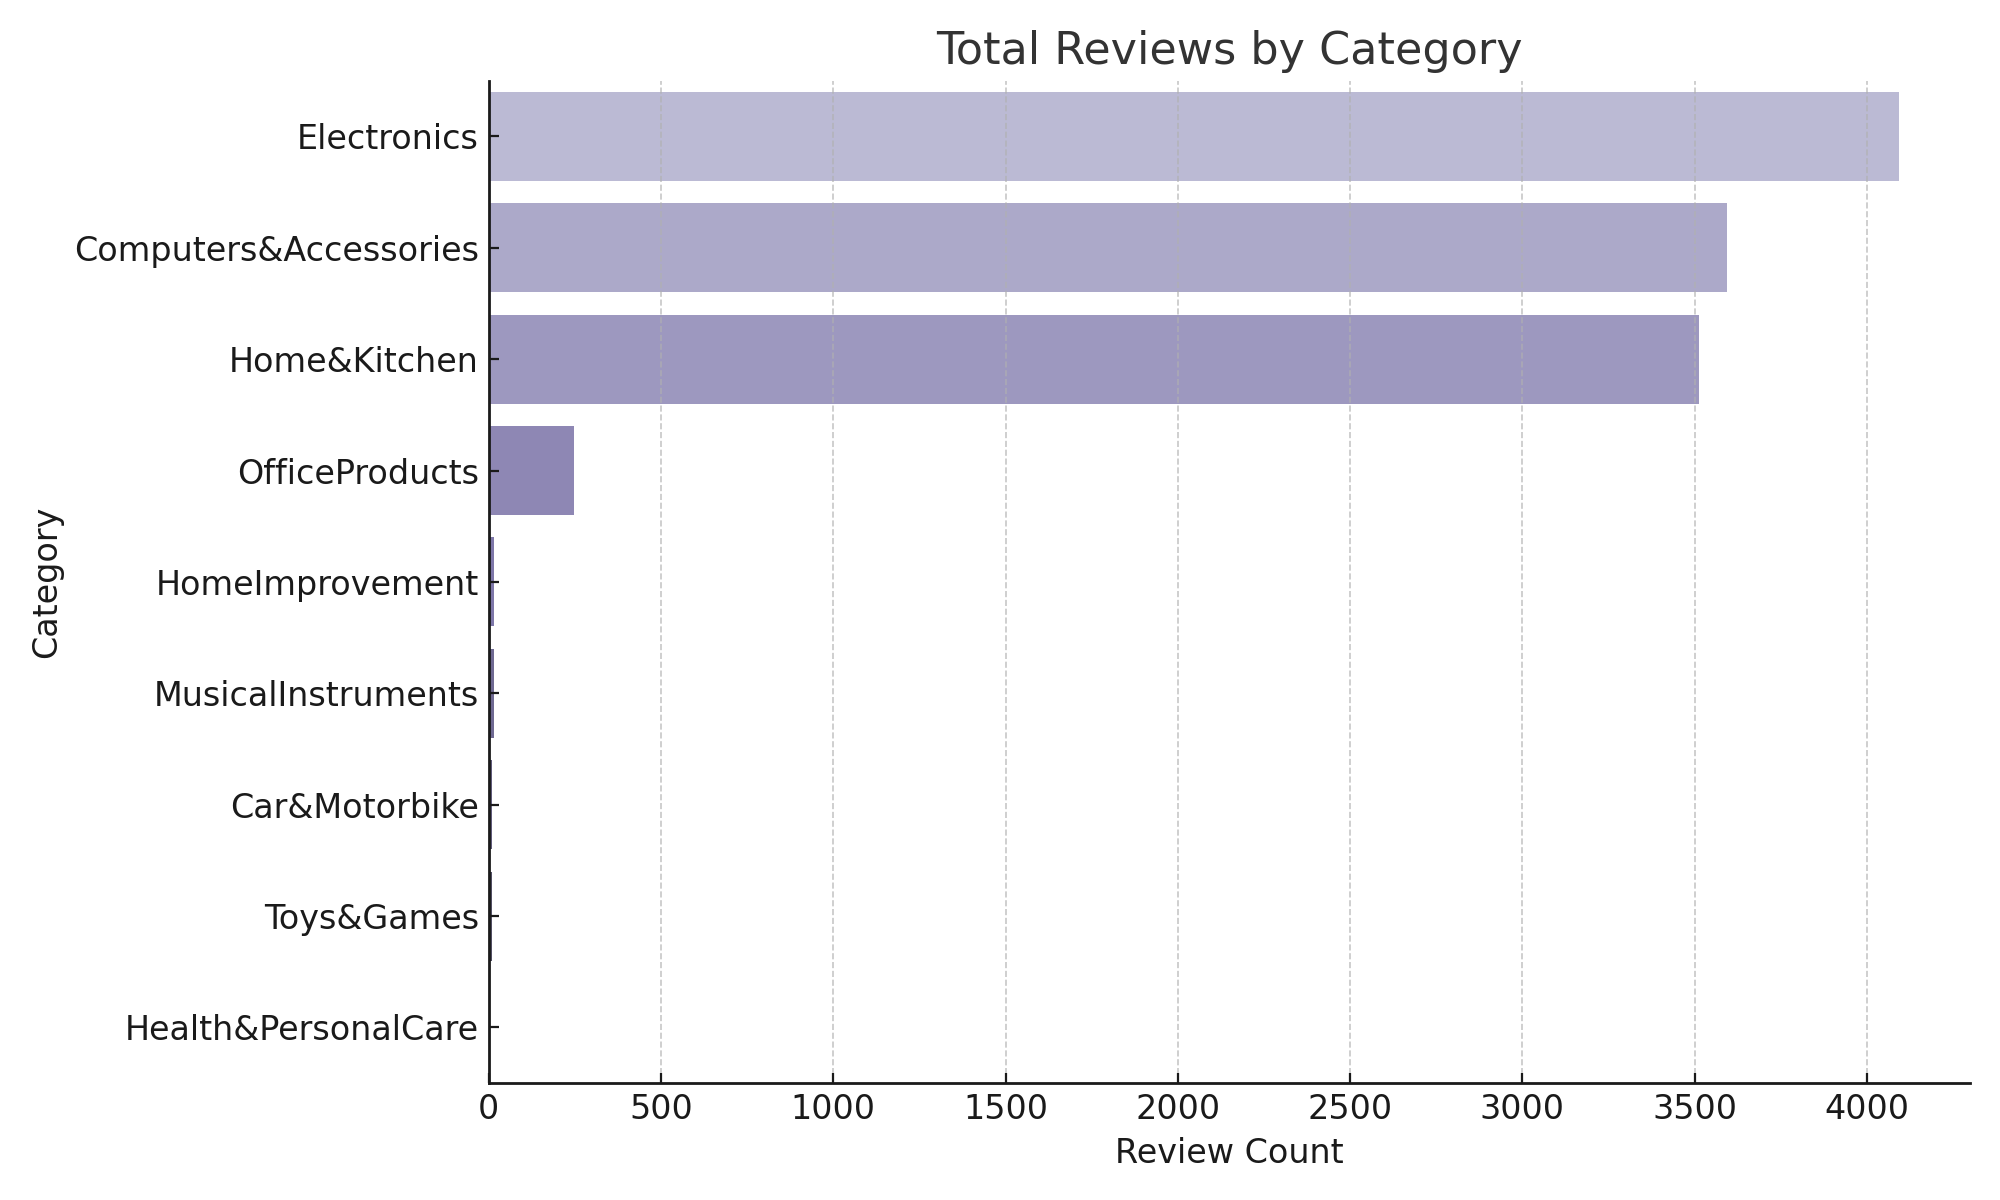 Total Reviews by Category
Electronics
Computers&Accessories
Home&Kitchen
OfficeProducts
HomeImprovement
MusicalInstruments
Car&Motorbike
Toys&Games
Health&PersonalCare
Category
0 500 1000 1500 2000 2500 3000 3500 4000
Review Count